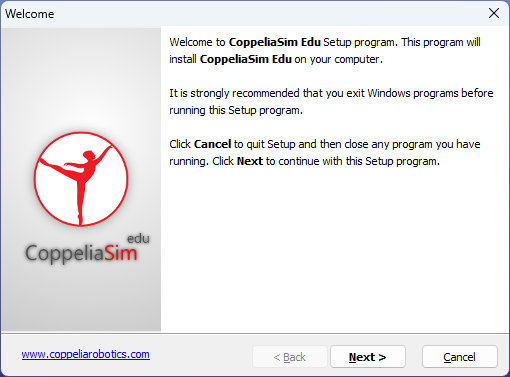 Welcome
Welcome to CoppeliaSim Edu Setup program. This program will
install CoppeliaSim Edu on your computer.
It is strongly recommended that you exit Windows programs before
running this Setup program.
Click Cancel to quit Setup and then close any program you have
running. Click Next to continue with this Setup program.
edu
CoppeliaSim
www.coppeliarobotics.com
< Back
Next >
Cancel